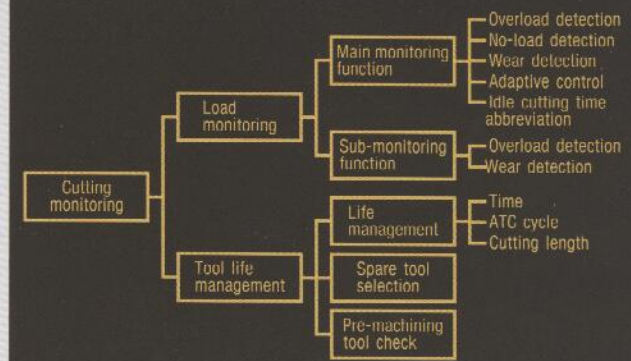 Overload detection
No-load detection
Main monitoring
function
Wear detection
Adaptive control
Idle cutting time
abbreviation
Load
monitoring
Sub-monitoring
function
Overload detection
Wear detection
Cutting
monitoring
Life
management
Time
ATC cycle
Cutting length
Tool life
management
Spare tool
selection
Pre-machining
tool check